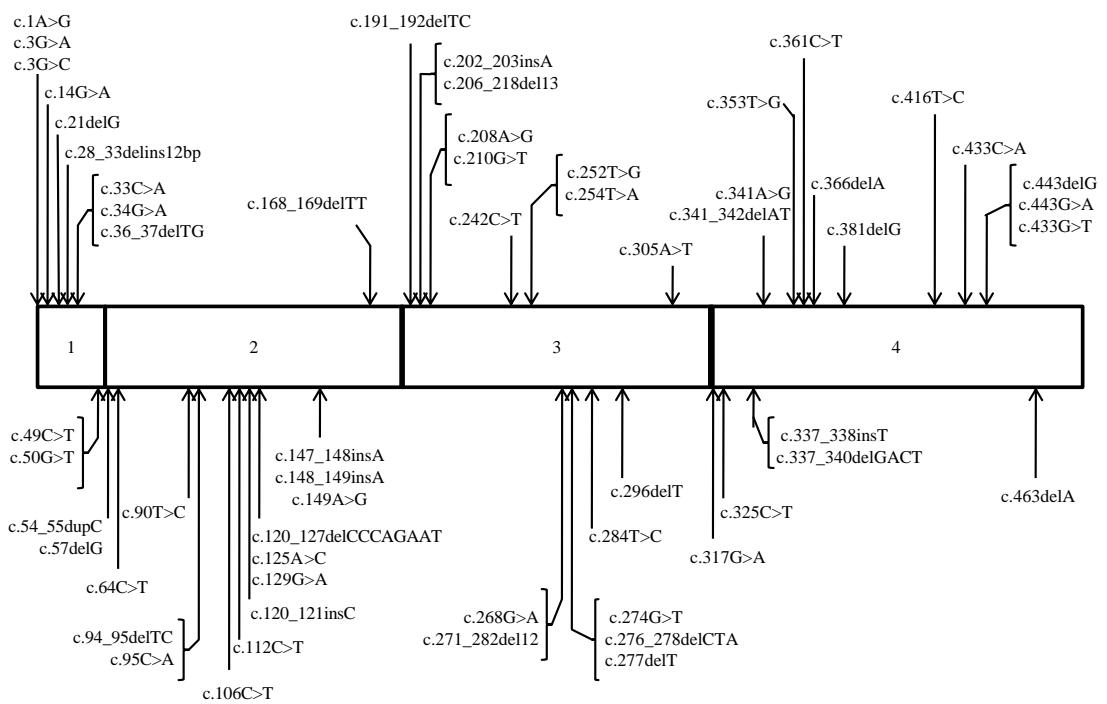 c.1A>G
c.3G>A
c.3G>C
c.14G>A
c.21delG
c.28_33delins12bp
c.33C>A
c.34G>A
c.36_37delTG
c.168_169delTT
c.191_192delTC
c.202_203insA
c.206_218del13
c.208A>G
c.210G>T
c.242C>T
c.252T>G
c.254T>A
c.305A>T
c.341A>G
c.341_342delAT
c.353T>G
c.361C>T
c.366delA
c.381delG
c.416T>C
c.433C>A
c.443delG
c.443G>A
c.433G>T
1
2
3
4
c.49C>T
c.50G>T
c.54_55dupC
c.57delG
c.64C>T
c.90T>C
c.94_95delTC
c.95C>A
c.106C>T
c.112C>T
c.120_121insC
c.120_127delCCCAGAAT
c.125A>C
c.129G>A
c.147_148insA
c.148_149insA
c.149A>G
c.268G>A
c.271_282del12
c.274G>T
c.276_278delCTA
c.277delT
c.284T>C
c.296delT
c.317G>A
c.325C>T
c.337_338insT
c.337_340delGACT
c.463delA